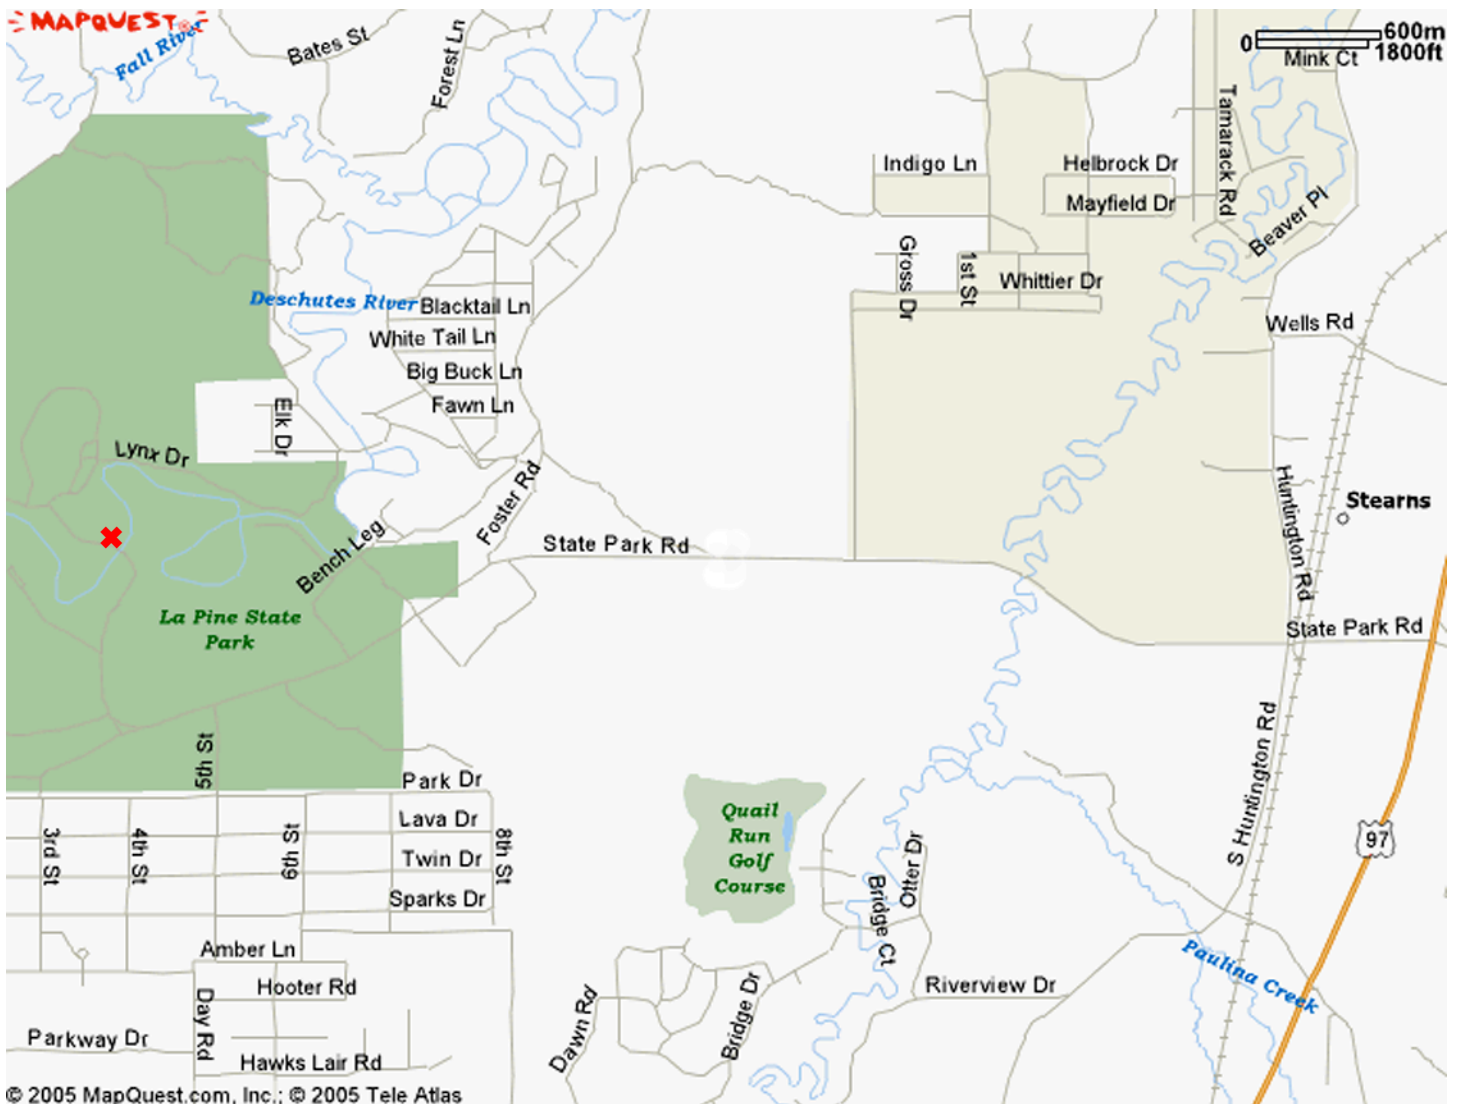 MAPQUEST
Fall River
Bates St
Forest Ln
0
600m
1800ft
Mink Ct
Tamarack Rd
Indigo Ln
Helbrock Dr
Mayfield Dr
Beaver Pl
Gross Dr
1st St
Whittier Dr
Deschutes River
Blacktail Ln
White Tail Ln
Big Buck Ln
Fawn Ln
Wells Rd
Elk Dr
Lynx Dr
Foster Rd
Huntington Rd
Stearns
Bench Leg
State Park Rd
La Pine State
Park
State Park Rd
5th St
S Huntington Rd
Park Dr
Lava Dr
Twin Dr
Sparks Dr
3rd St
4th St
6th St
8th St
Quail
Run
Golf
Course
97
Otter Dr
Bridge Ct
Amber Ln
Hooter Rd
Day Rd
Parkway Dr
Hawks Lair Rd
Dawn Rd
Bridge Dr
Riverview Dr
Paulina Creek
© 2005 MapQuest.com, Inc.; © 2005 Tele Atlas